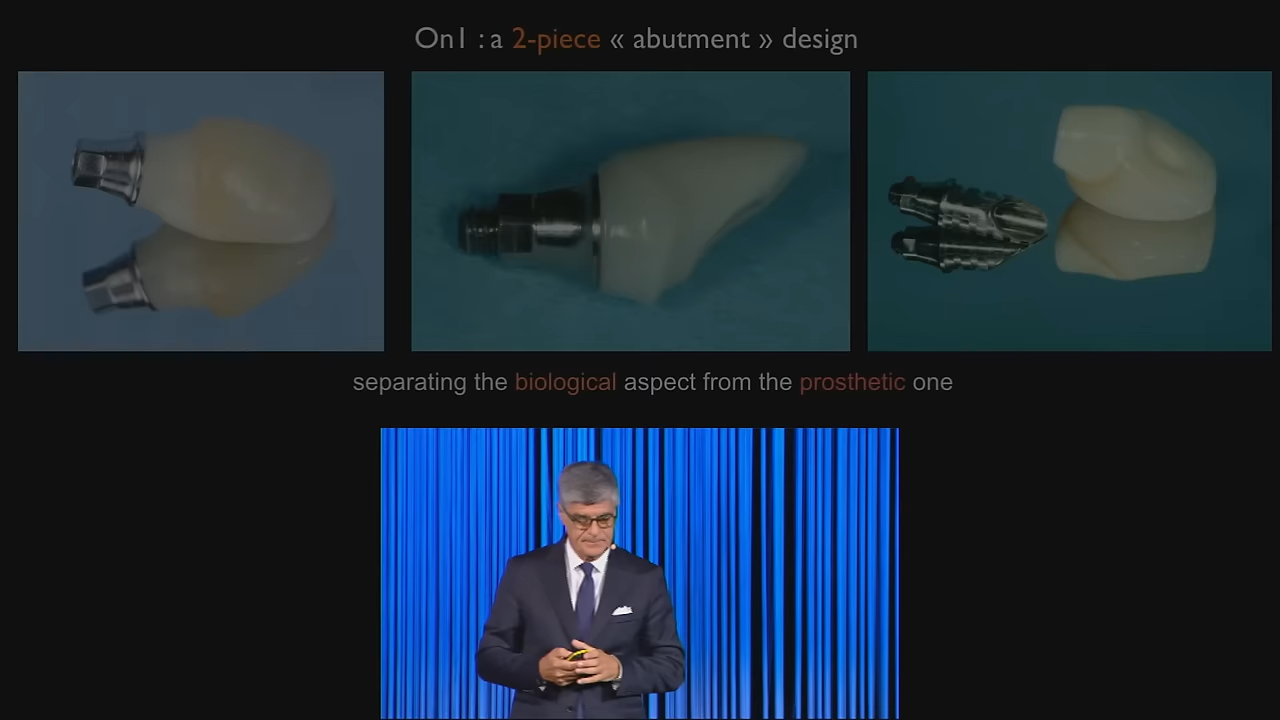 On1 : a 2-piece « abutment » design
separating the biological aspect from the prosthetic one